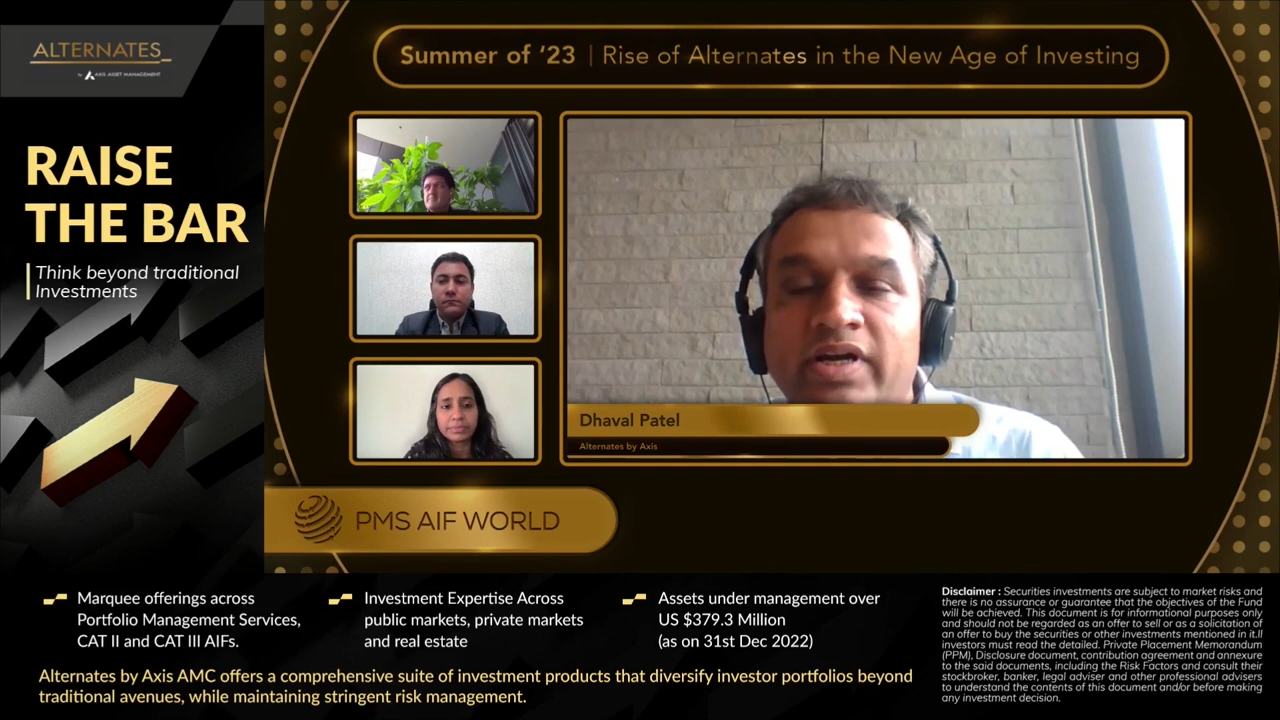 ALTERNATES_
by AXIS ASSET MANAGEMENT
RAISE
THE BAR
Think beyond traditional
Investments
Summer of ‘23 | Rise of Alternates in the New Age of Investing
Dhaval Patel
Alternates by Axis
PMS AIF WORLD
Marquee offerings across
Portfolio Management Services,
CAT II and CAT III AIFs.
Investment Expertise Across
public markets, private markets
and real estate
Assets under management over
US $379.3 Million
(as on 31st Dec 2022)
Alternates by Axis AMC offers a comprehensive suite of investment products that diversify investor portfolios beyond
traditional avenues, while maintaining stringent risk management.
Disclaimer : Securities investments are subject to market risks and
there is no assurance or guarantee that the objectives of the Fund
will be achieved. This document is for informational purposes only
and should not be regarded as an offer to sell or as a solicitation of
an offer to buy the securities or other investments mentioned in it.ll
investors must read the detailed. Private Placement Memorandum
(PPM), Disclosure document, contribution agreement and annexure
to the said documents, including the Risk Factors and consult their
stockbroker, banker, legal adviser and other professional advisers
to understand the contents of this document and/or before making
any investment decision.